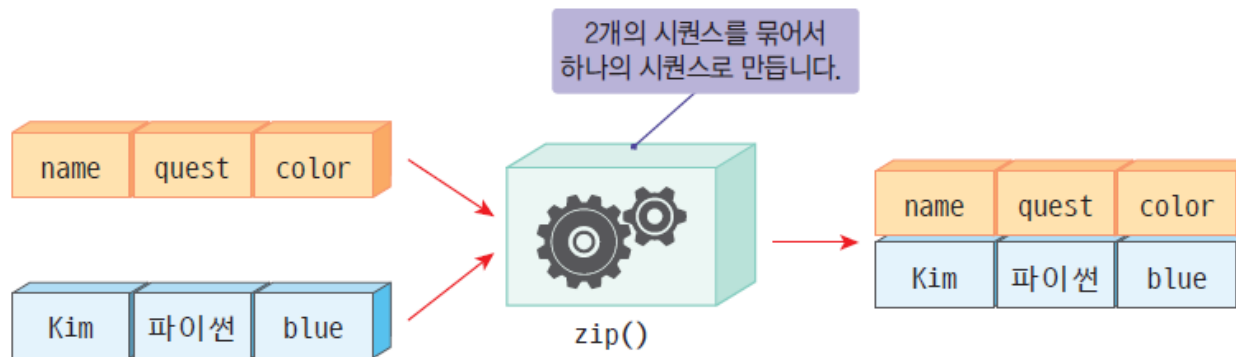 2개의 시퀀스를 묶어서
하나의 시퀀스로 만듭니다.
name quest color
Kim 파이썬 blue
zip()
name quest color
Kim 파이썬 blue